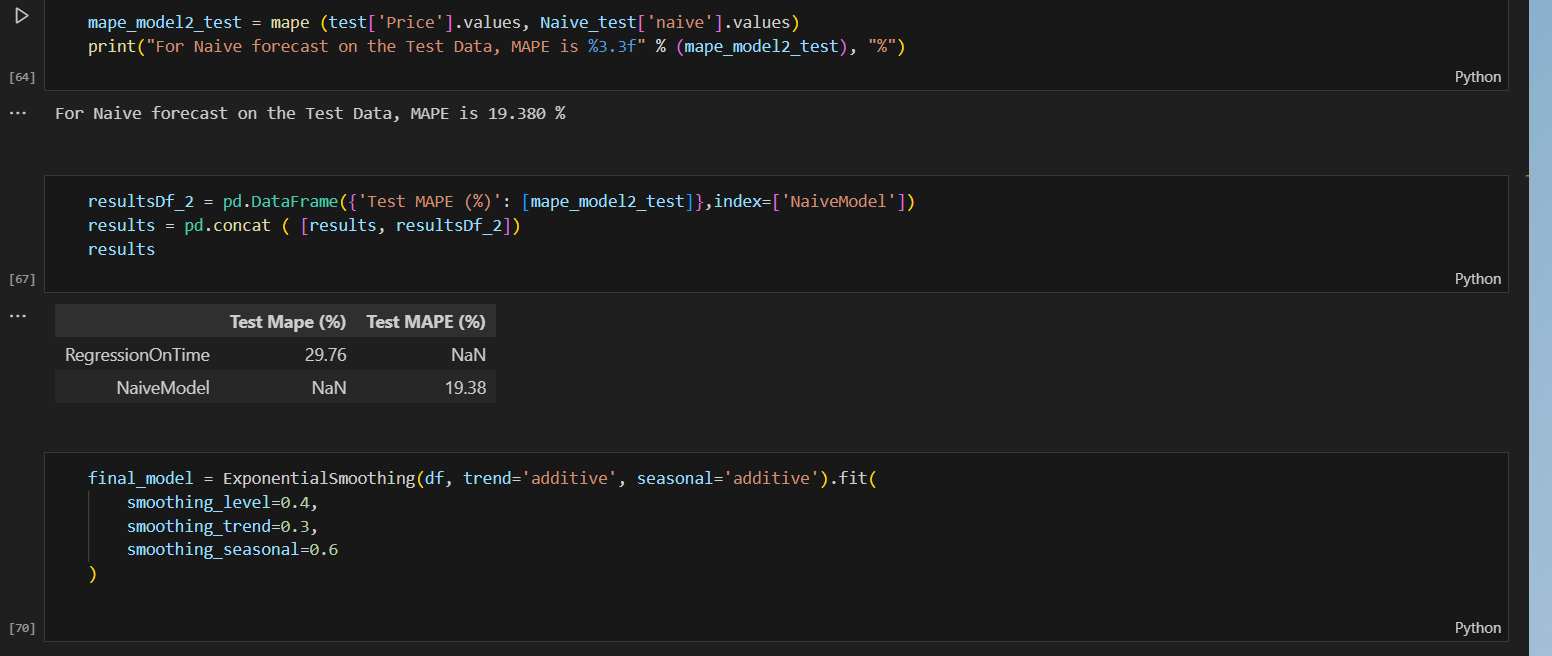 mape_model2_test = mape (test['Price'].values, Naive_test['naive'].values)
print("For Naive forecast on the Test Data, MAPE is %3.3f" % (mape_model2_test), "%")
[64]
Python
... For Naive forecast on the Test Data, MAPE is 19.380 %
resultsDf_2 = pd.DataFrame({'Test MAPE (%)': [mape_model2_test]},index=['NaiveModel'])
results = pd.concat ( [results, resultsDf_2])
results
[67]
Python
...
Test Mape (%) Test MAPE (%)
RegressionOnTime 29.76 NaN
NaiveModel NaN 19.38
final_model = ExponentialSmoothing(df, trend='additive', seasonal='additive').fit(
    smoothing_level=0.4,
    smoothing_trend=0.3,
    smoothing_seasonal=0.6
)
[70]
Python